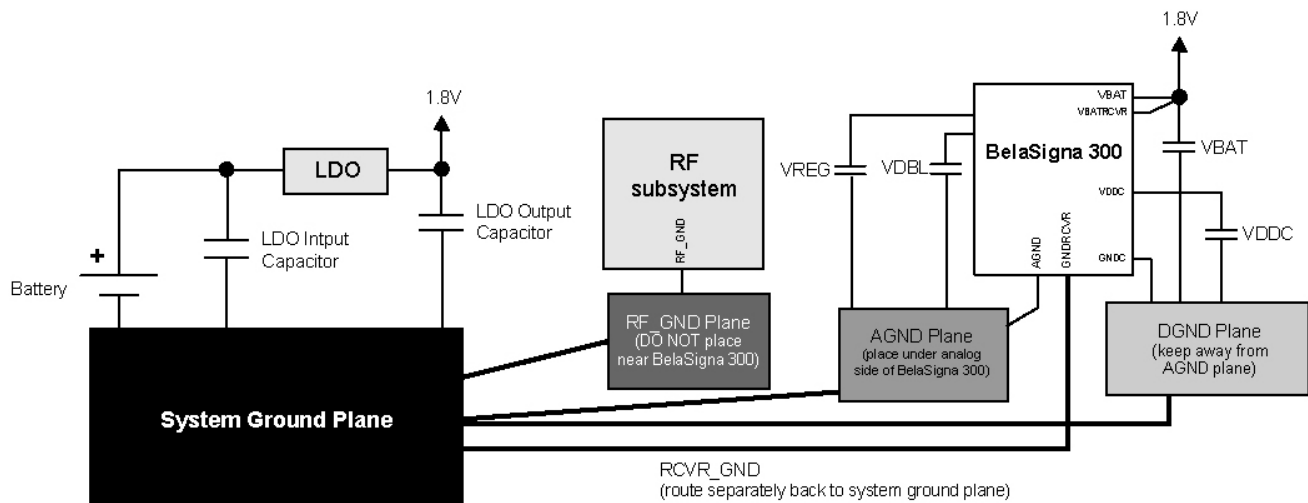 1.8V
LDO
+
Battery
LDO Intput
Capacitor
LDO Output
Capacitor
System Ground Plane
RF
subsystem
RF_GND
RF_GND Plane
(DO NOT place
near BelaSigna 300)
VREG
VDBL
AGND Plane
(place under analog
side of BelaSigna 300)
1.8V
VBAT
VBATRCVR
BelaSigna 300
VDDC
GNDC
AGND
GNDRCVR
VBAT
VDDC
DGND Plane
(keep away from
AGND plane)
RCVR_GND
(route separately back to system ground plane)